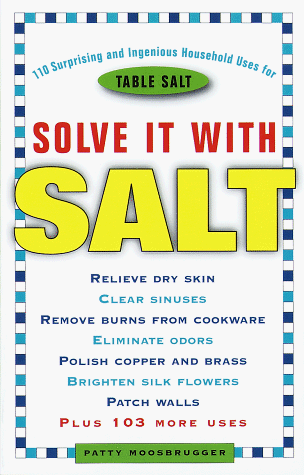 110 Surprising and Ingenious Household Uses for
TABLE SALT
SOLVE IT WITH
SALT
RELIEVE DRY SKIN
CLEAR SINUSES
REMOVE BURNS FROM COOKWARE
ELIMINATE ODORS
POLISH COPPER AND BRASS
BRIGHTEN SILK FLOWERS
PATCH WALLS
PLUS 103 MORE USES
PATTY MOOSBRUGGER